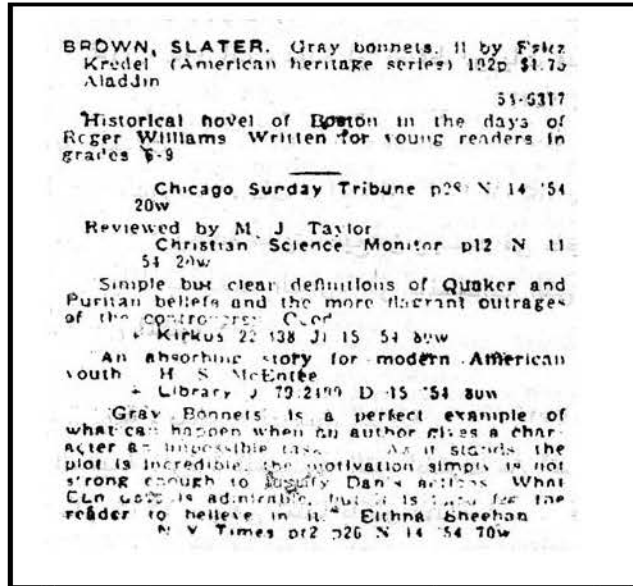 BROWN, SLATER. Gray bonnets. il by Fritz
Kredel (American heritage series) 192p $1.75
Aladdin
54-5317
Historical novel of Boston in the days of
Roger Williams Written for young readers in
grades 6-9
Chicago Sunday Tribune N 14 '54
20w
Reviewed by M. J. Taylor
Christian Science Monitor p12 N 11
54
Simple but clear definitions of Quaker and
Puritan beliefs and the more flagrant outrages
of the controversy Good
+ Kirkus 22 Jl 15 54 80w
"An absorbing story for modern American
youth H S McEntee
+ Library J D 15 '54 80w
'Gray Bonnets' is a perfect example of
what can happen when an author gives a char-
acter an impossible task As it stands the
plot is incredible, the motivation simply is not
strong enough to justify Dan's actions What
Dan does is admirable, but it is hard for the
reader to believe in it." Eithna Sheehan
N Y Times pt2 p26 N 14 '54 70w